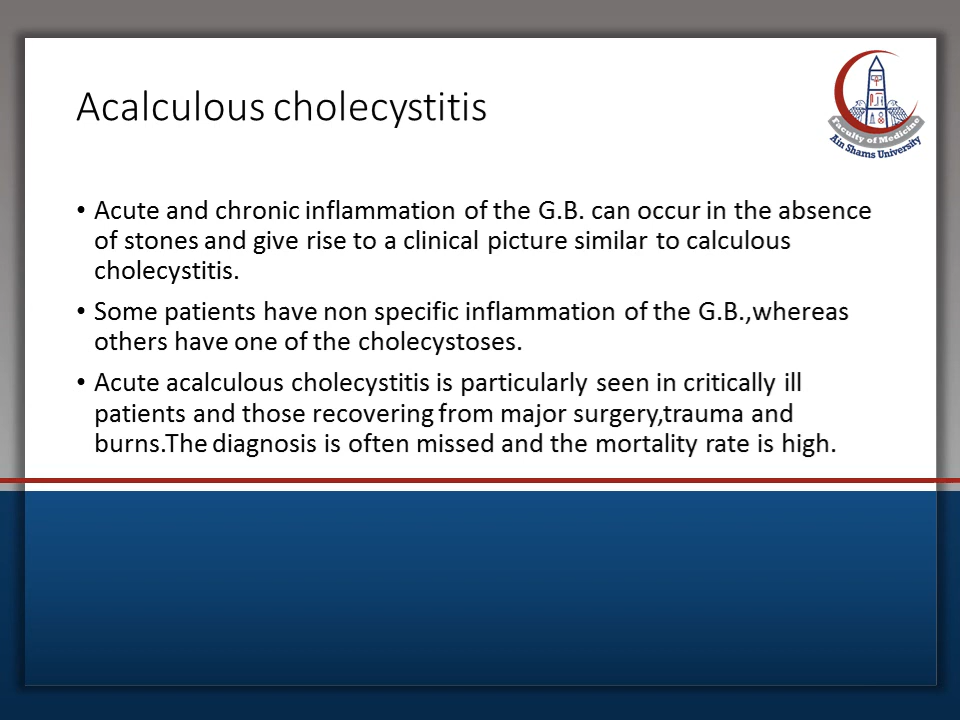 Acalculous cholecystitis
Faculty of Medicine
Ain Shams University
• Acute and chronic inflammation of the G.B. can occur in the absence
of stones and give rise to a clinical picture similar to calculous
cholecystitis.
• Some patients have non specific inflammation of the G.B.,whereas
others have one of the cholecystoses.
• Acute acalculous cholecystitis is particularly seen in critically ill
patients and those recovering from major surgery,trauma and
burns.The diagnosis is often missed and the mortality rate is high.